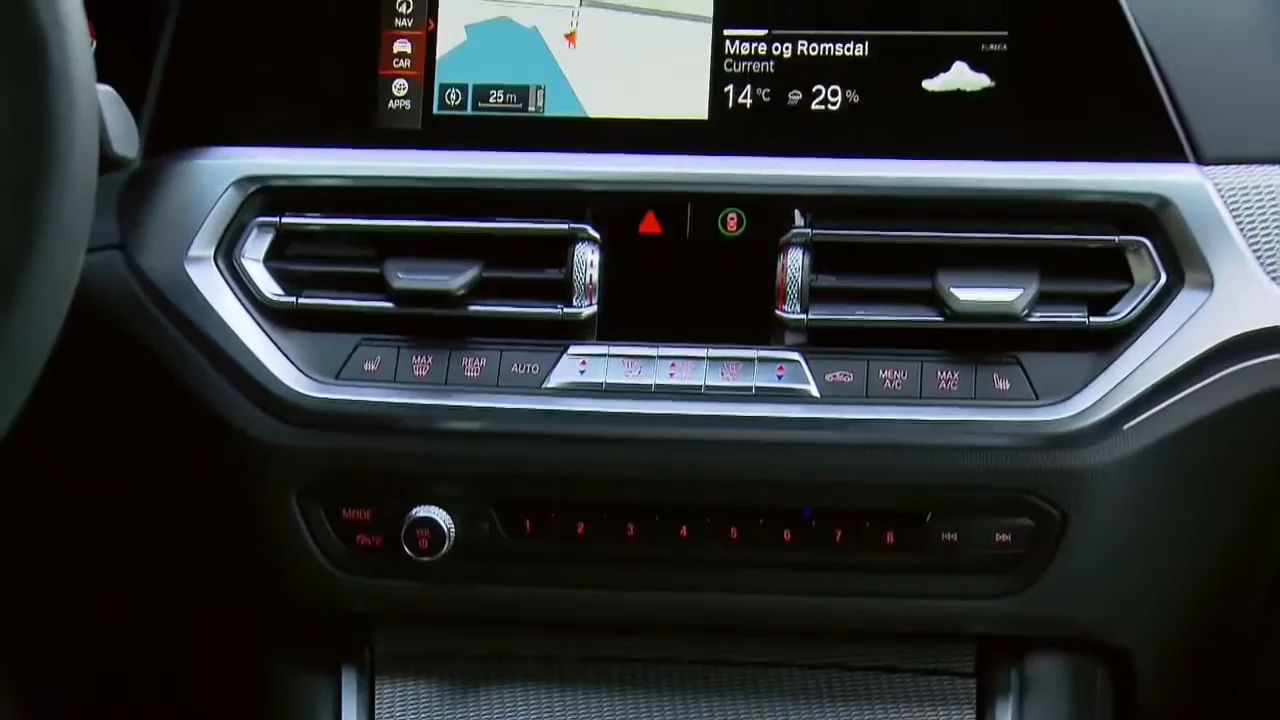 NAV
CAR
APPS
25 m
Møre og Romsdal
Current
14°C
29%
MAX
REAR
AUTO
MENU
A/C
MAX
A/C
MODE
VOL
1 2 3 4 5 6 7 8